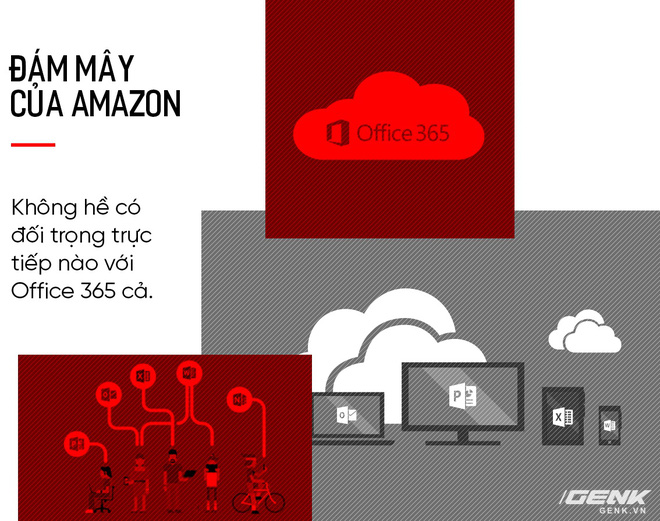 ĐÁM MÂY
CỦA AMAZON
Office 365
Không hề có
đối trọng trực
tiếp nào với
Office 365 cả.
GENK
GENK.VN